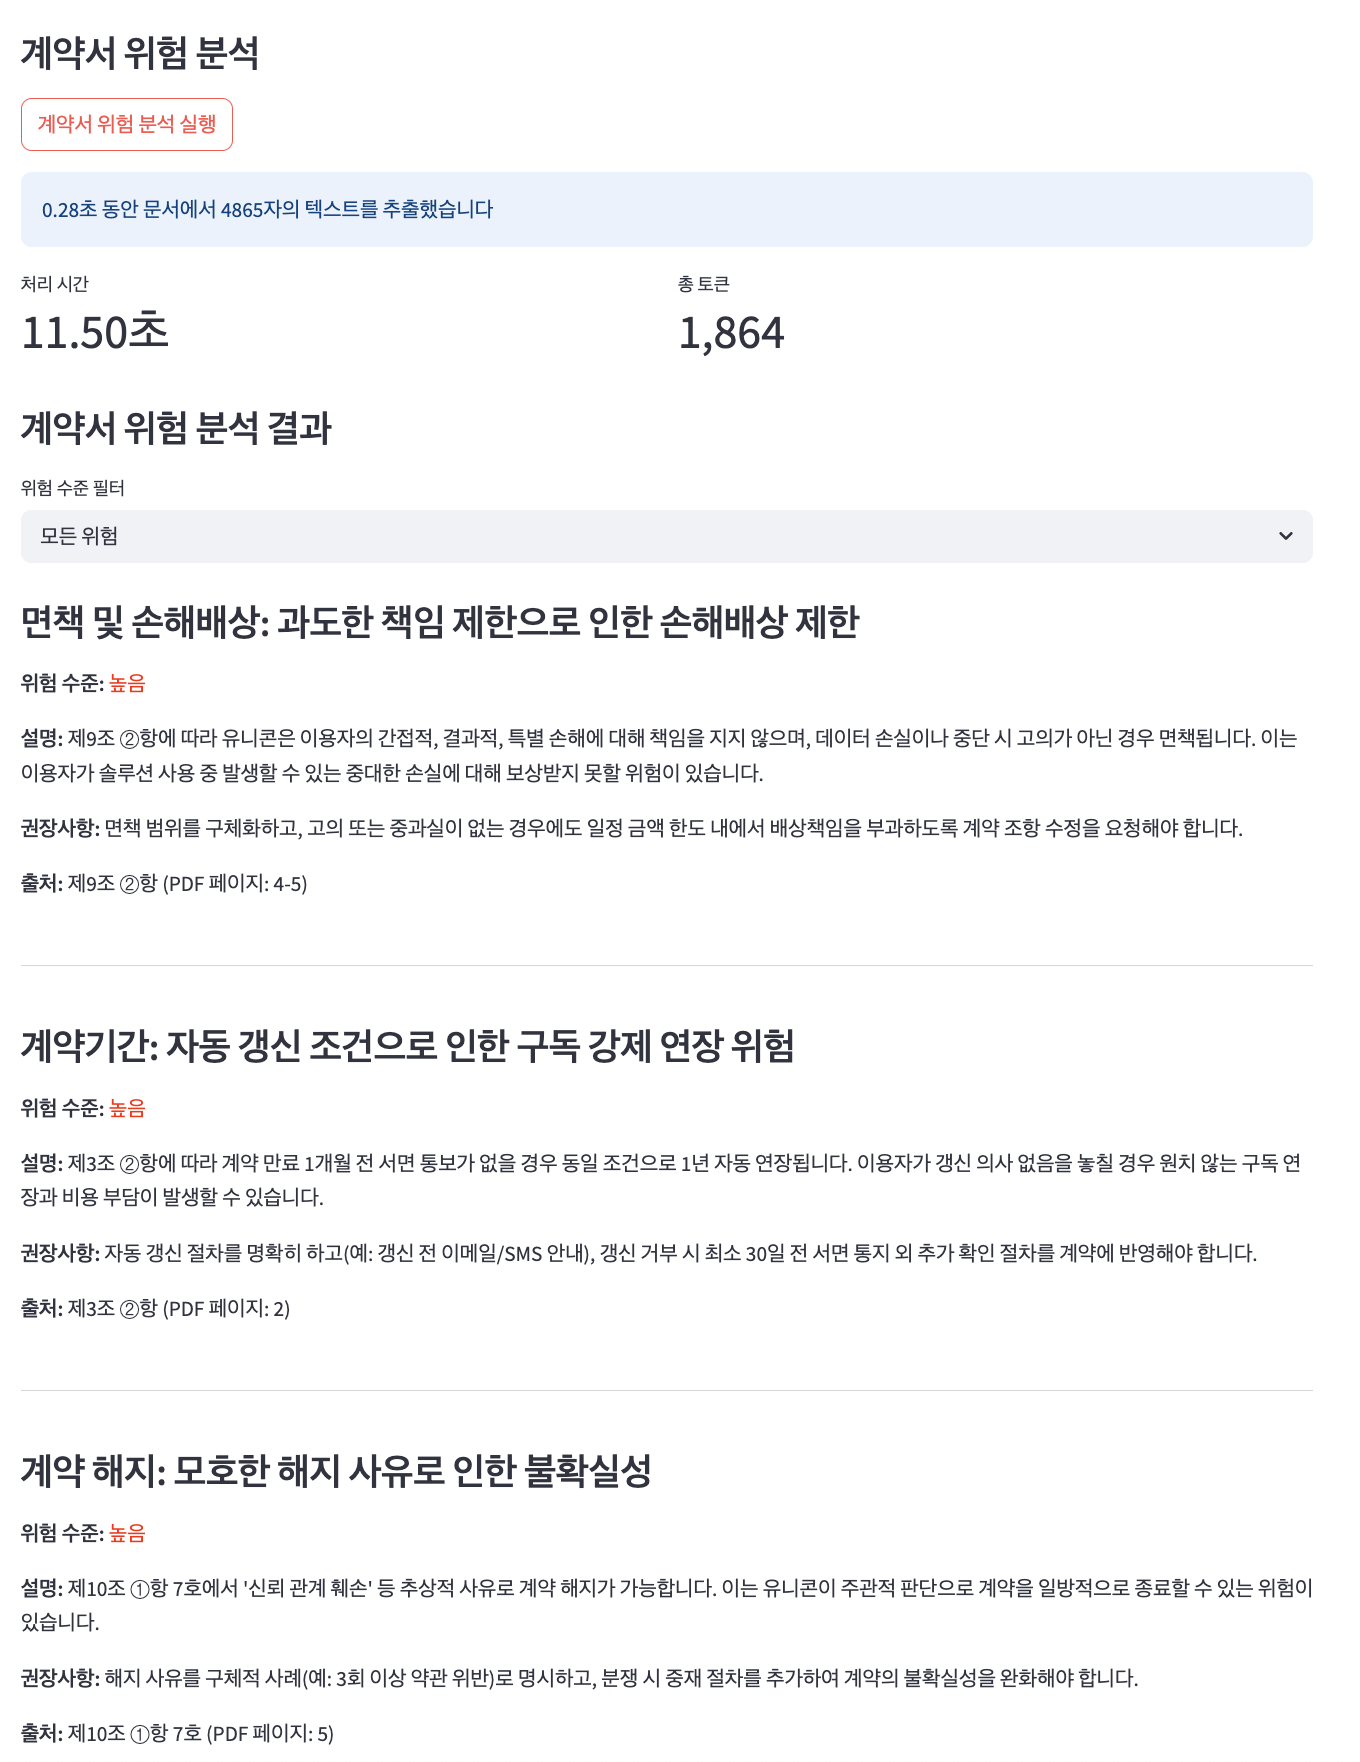 계약서 위험 분석
계약서 위험 분석 실행
0.28초 동안 문서에서 4865자의 텍스트를 추출했습니다
처리 시간
11.50초
총 토큰
1,864
계약서 위험 분석 결과
위험 수준 필터
모든 위험
면책 및 손해배상: 과도한 책임 제한으로 인한 손해배상 제한
위험 수준: 높음
설명: 제9조 ②항에 따라 유니콘은 이용자의 간접적, 결과적, 특별 손해에 대해 책임을 지지 않으며, 데이터 손실이나 중단 시 고의가 아닌 경우 면책됩니다. 이는
이용자가 솔루션 사용 중 발생할 수 있는 중대한 손실에 대해 보상받지 못할 위험이 있습니다.
권장사항: 면책 범위를 구체화하고, 고의 또는 중과실이 없는 경우에도 일정 금액 한도 내에서 배상책임을 부과하도록 계약 조항 수정을 요청해야 합니다.
출처: 제9조 ②항 (PDF 페이지: 4-5)
계약기간: 자동 갱신 조건으로 인한 구독 강제 연장 위험
위험 수준: 높음
설명: 제3조 ②항에 따라 계약 만료 1개월 전 서면 통보가 없을 경우 동일 조건으로 1년 자동 연장됩니다. 이용자가 갱신 의사 없음을 놓칠 경우 원치 않는 구독 연
장과 비용 부담이 발생할 수 있습니다.
권장사항: 자동 갱신 절차를 명확히 하고(예: 갱신 전 이메일/SMS 안내), 갱신 거부 시 최소 30일 전 서면 통지 외 추가 확인 절차를 계약에 반영해야 합니다.
출처: 제3조 ②항 (PDF 페이지: 2)
계약 해지: 모호한 해지 사유로 인한 불확실성
위험 수준: 높음
설명: 제10조 ①항 7호에서 '신뢰 관계 훼손' 등 추상적 사유로 계약 해지가 가능합니다. 이는 유니콘이 주관적 판단으로 계약을 일방적으로 종료할 수 있는 위험이
있습니다.
권장사항: 해지 사유를 구체적 사례(예: 3회 이상 약관 위반)로 명시하고, 분쟁 시 중재 절차를 추가하여 계약의 불확실성을 완화해야 합니다.
출처: 제10조 ①항 7호 (PDF 페이지: 5)